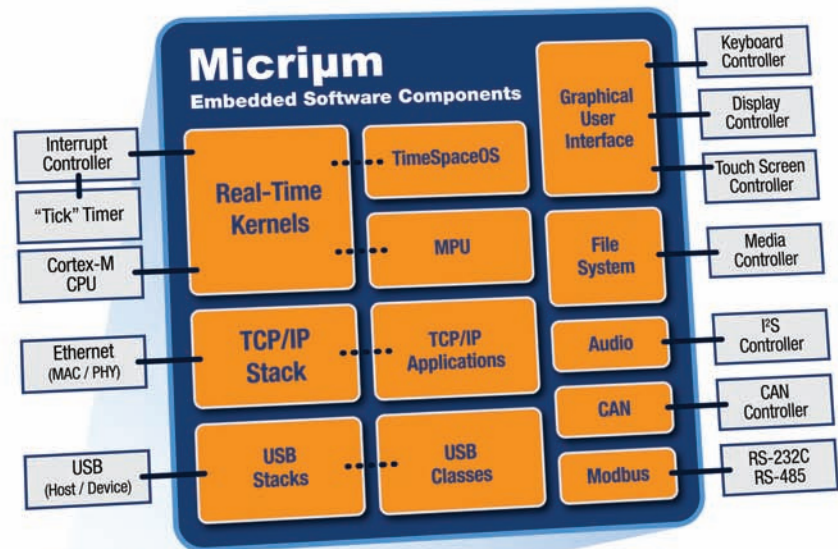 Micriμm
Embedded Software Components
Interrupt
Controller
“Tick” Timer
Cortex-M
CPU
Ethernet
(MAC / PHY)
USB
(Host / Device)
Real-Time
Kernels
TimeSpaceOS
MPU
TCP/IP
Stack
TCP/IP
Applications
USB
Stacks
USB
Classes
Graphical
User
Interface
File
System
Audio
CAN
Modbus
Keyboard
Controller
Display
Controller
Touch Screen
Controller
Media
Controller
I²S
Controller
CAN
Controller
RS-232C
RS-485